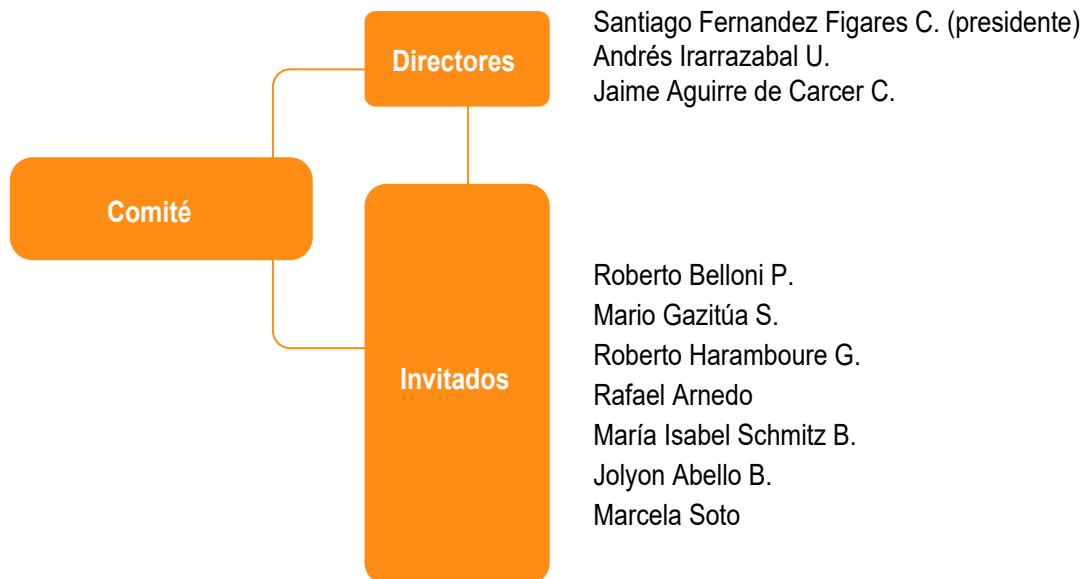 Directores
Santiago Fernandez Figares C. (presidente)
Andrés Irarrazabal U.
Jaime Aguirre de Carcer C.
Comité
Invitados
Roberto Belloni P.
Mario Gazitúa S.
Roberto Haramboure G.
Rafael Arnedo
María Isabel Schmitz B.
Jolyon Abello B.
Marcela Soto